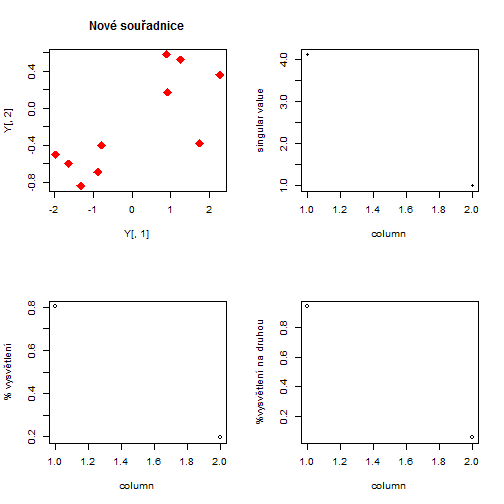 Nové souřadnice
Y[, 2]
0.4
0.0
-0.4
-0.8
-2 -1 0 1 2
Y[, 1]
singular value
4.0
3.0
2.0
1.0
1.0 1.2 1.4 1.6 1.8 2.0
column
% vysvětlení
0.8
0.6
0.4
0.2
1.0 1.2 1.4 1.6 1.8 2.0
column
%vysvětlení na druhou
0.8
0.6
0.4
0.2
1.0 1.2 1.4 1.6 1.8 2.0
column